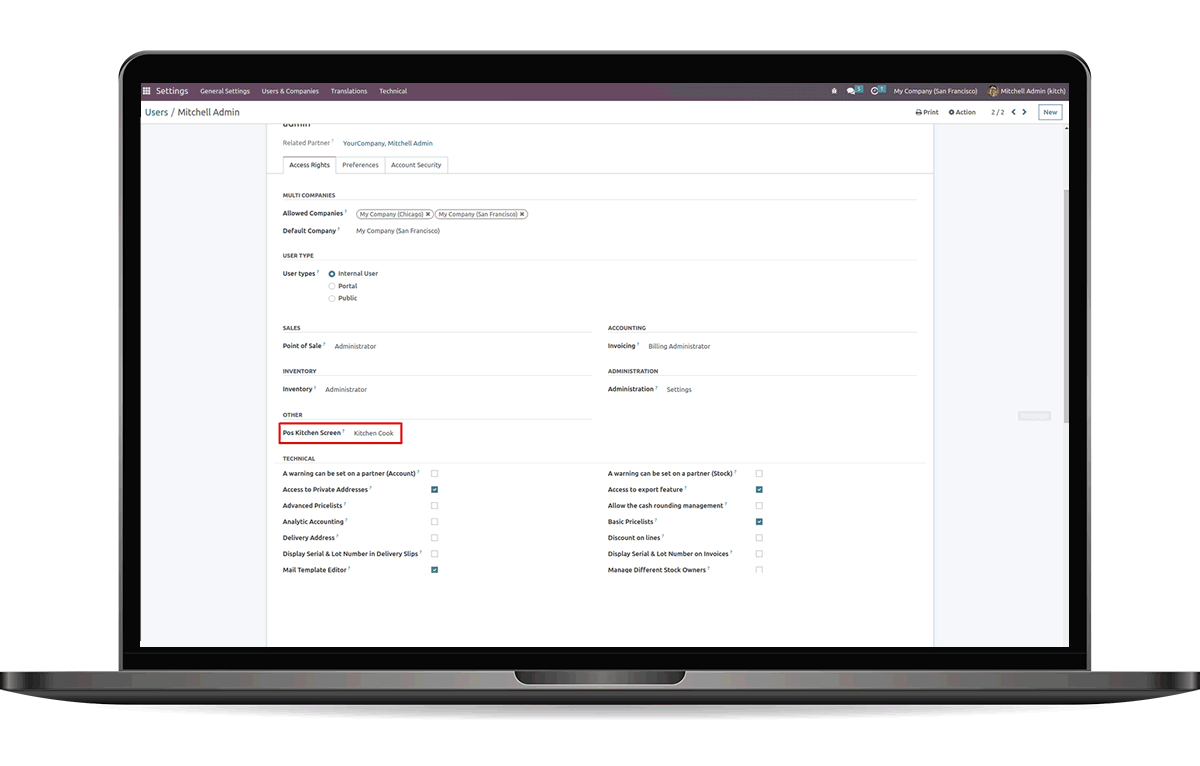 Settings General Settings Users & Companies Translations Technical 5 1 My Company (San Francisco) Mitchell Admin (kitch)
Users / Mitchell Admin Print Action 2 / 2 New
admin
Related Partner ? YourCompany, Mitchell Admin
Access Rights Preferences Account Security
MULTI COMPANIES
Allowed Companies ? My Company (Chicago) ✖ My Company (San Francisco) ✖
Default Company ? My Company (San Francisco)
USER TYPE
User types ? Internal User
Portal
Public
SALES ACCOUNTING
Point of Sale ? Administrator Invoicing ? Billing Administrator
INVENTORY ADMINISTRATION
Inventory ? Administrator Administration ? Settings
OTHER
Pos Kitchen Screen ? Kitchen Cook
TECHNICAL
A warning can be set on a partner (Account) ? A warning can be set on a partner (Stock) ?
Access to Private Addresses ? Access to export feature ?
Advanced Pricelists ? Allow the cash rounding management ?
Analytic Accounting ? Basic Pricelists ?
Delivery Address ? Discount on lines ?
Display Serial & Lot Number in Delivery Slips ? Display Serial & Lot Number on Invoices ?
Mail Template Editor ? Manage Different Stock Owners ?